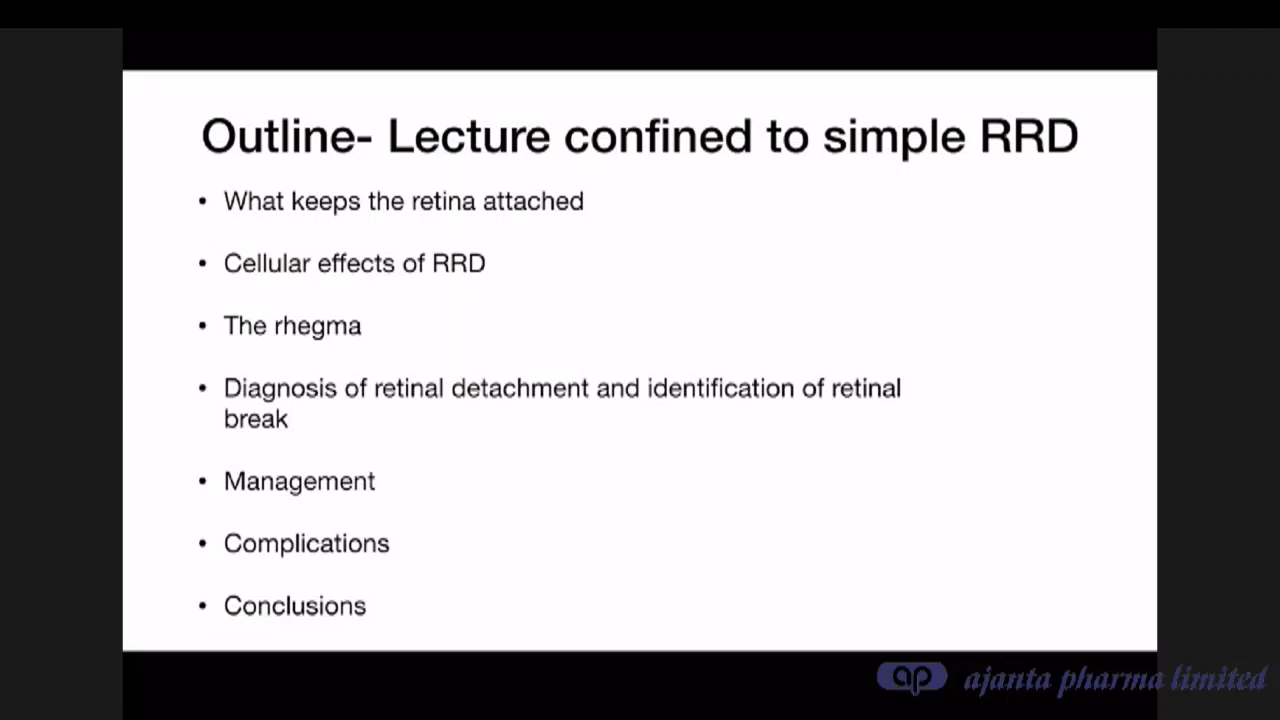 Outline- Lecture confined to simple RRD
• What keeps the retina attached
• Cellular effects of RRD
• The rhegma
• Diagnosis of retinal detachment and identification of retinal
break
• Management
• Complications
• Conclusions
ap ajanta pharma limited